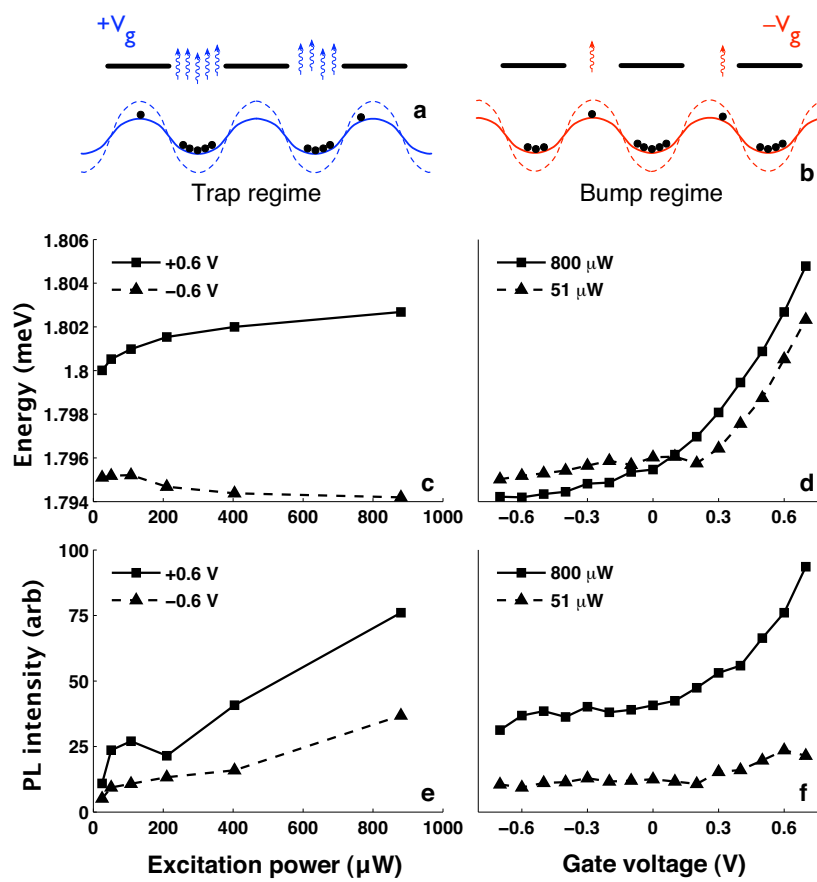 +Vg
−Vg
a
b
Trap regime
Bump regime
1.806
1.804
1.802
1.8
1.798
1.796
1.794
Energy (meV)
+0.6 V
−0.6 V
c
0
200
400
600
800
1000
800 μW
51 μW
d
−0.6
−0.3
0
0.3
0.6
100
75
50
25
0
PL intensity (arb)
+0.6 V
−0.6 V
e
0
200
400
600
800
1000
Excitation power (μW)
800 μW
51 μW
f
−0.6
−0.3
0
0.3
0.6
Gate voltage (V)